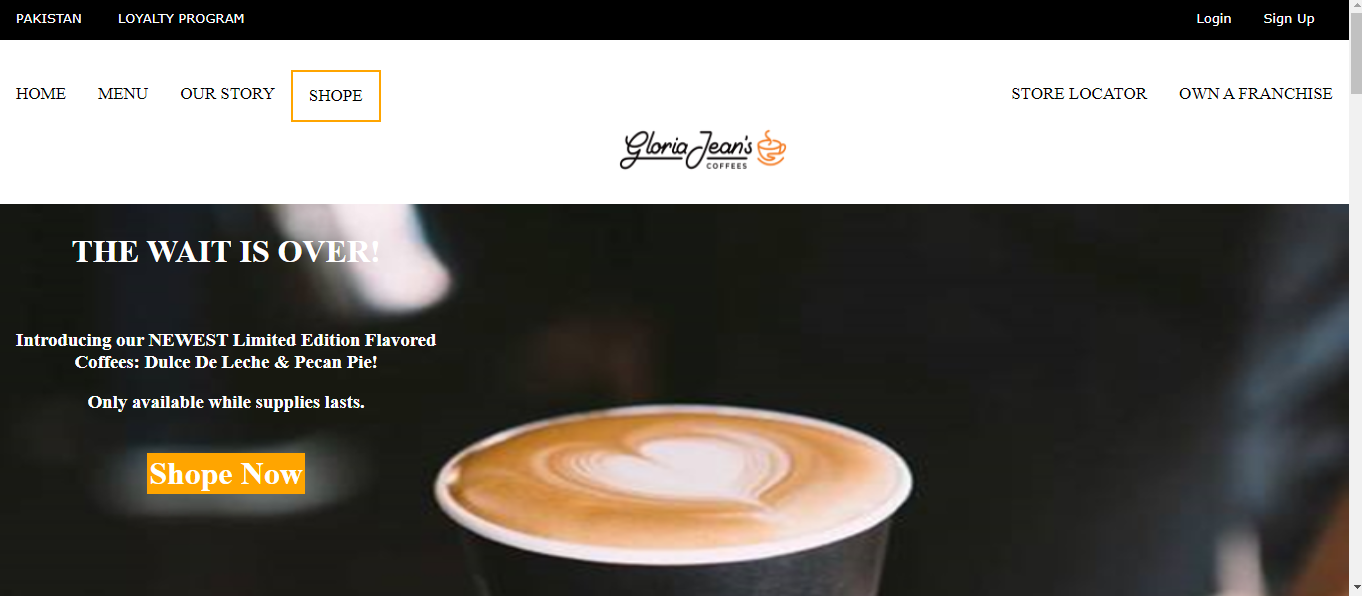 PAKISTAN LOYALTY PROGRAM Login Sign Up
HOME MENU OUR STORY SHOPE STORE LOCATOR OWN A FRANCHISE
Gloria Jean's
COFFEES
THE WAIT IS OVER!
Introducing our NEWEST Limited Edition Flavored
Coffees: Dulce De Leche & Pecan Pie!
Only available while supplies lasts.
Shope Now